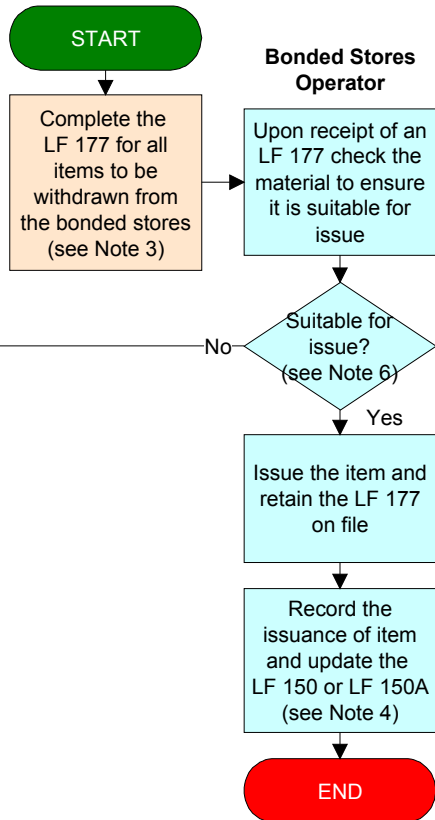 START
Complete the
LF 177 for all
items to be
withdrawn from
the bonded stores
(see Note 3)
Bonded Stores
Operator
Upon receipt of an
LF 177 check the
material to ensure
it is suitable for
issue
Suitable for
issue?
(see Note 6)
No
Yes
Issue the item and
retain the LF 177
on file
Record the
issuance of item
and update the
LF 150 or LF 150A
(see Note 4)
END